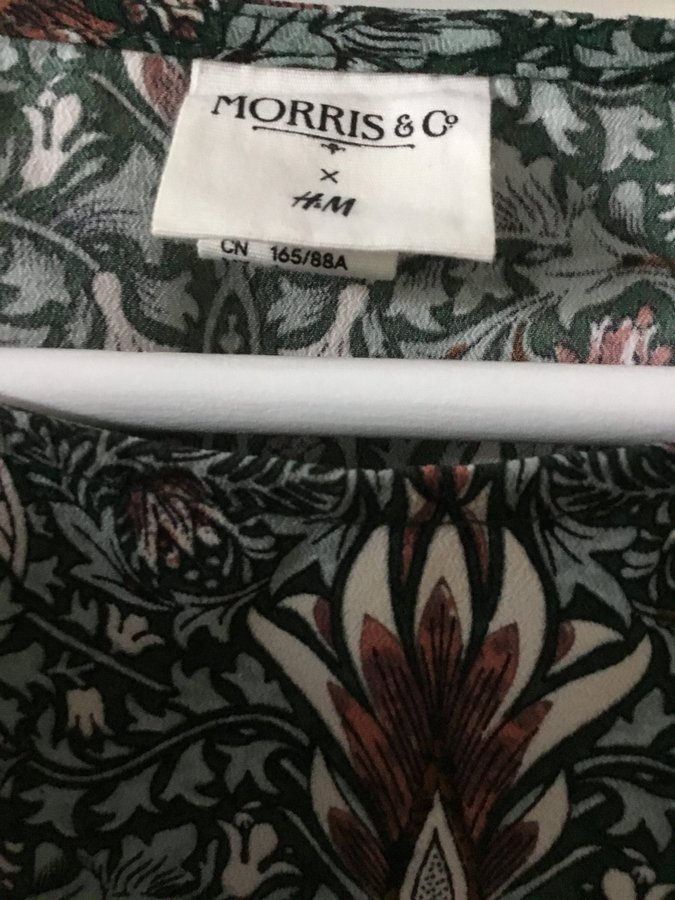 MORRIS & Co
×
H&M
CN 165/88A